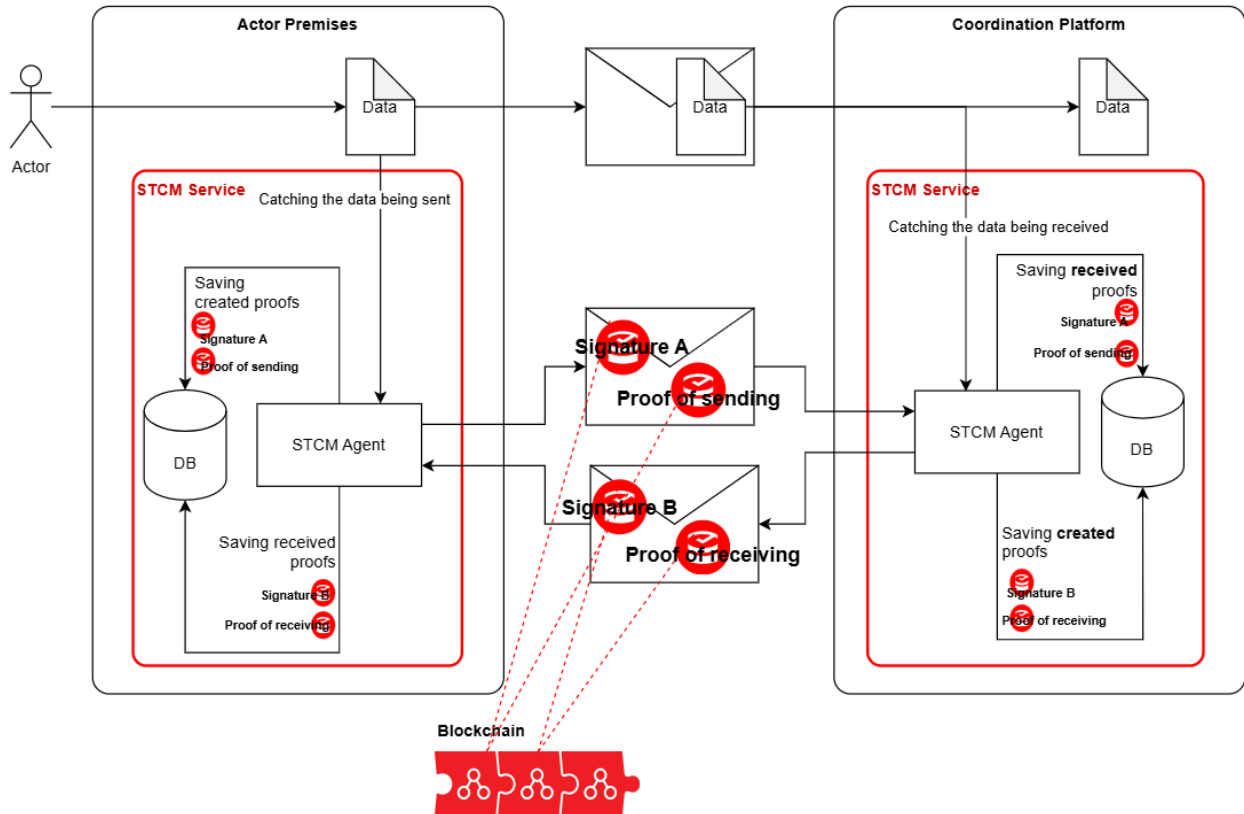 Actor Premises
Coordination Platform
Data
Data
Data
Actor
STCM Service
STCM Service
Catching the data being sent
Catching the data being received
Saving
created proofs
Signature A
Proof of sending
Saving received
proofs
Signature A
Proof of sending
Signature A
Proof of sending
STCM Agent
DB
STCM Agent
DB
Signature B
Proof of receiving
Saving received
proofs
Signature B
Proof of receiving
Saving created
proofs
Signature B
Proof of receiving
Blockchain